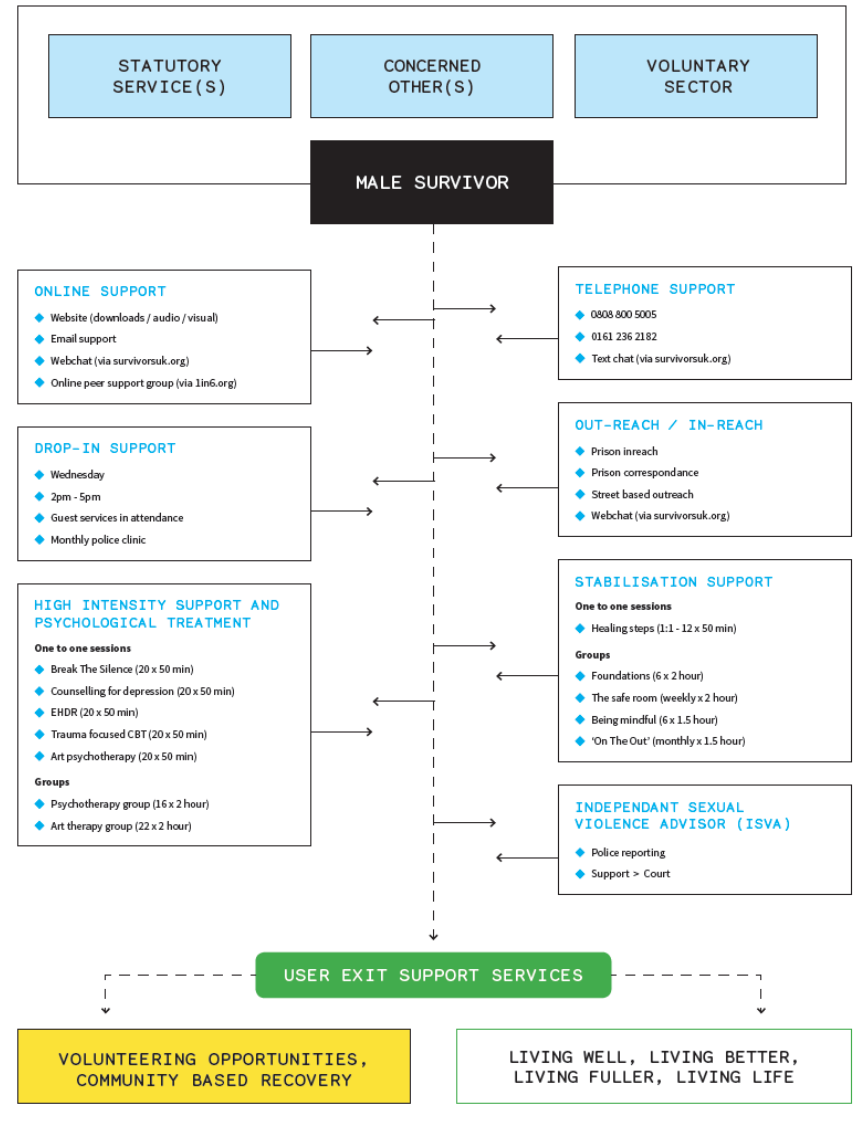 STATUTORY
SERVICE(S)
CONCERNED
OTHER(S)
VOLUNTARY
SECTOR
MALE SURVIVOR
ONLINE SUPPORT
Website (downloads / audio / visual)
Email support
Webchat (via survivorsuk.org)
Online peer support group (via 1in6.org)
TELEPHONE SUPPORT
0808 800 5005
0161 236 2182
Text chat (via survivorsuk.org)
DROP-IN SUPPORT
Wednesday
2pm - 5pm
Guest services in attendance
Monthly police clinic
OUT-REACH / IN-REACH
Prison inreach
Prison correspondance
Street based outreach
Webchat (via survivorsuk.org)
HIGH INTENSITY SUPPORT AND
PSYCHOLOGICAL TREATMENT
One to one sessions
Break The Silence (20 x 50 min)
Counselling for depression (20 x 50 min)
EHDR (20 x 50 min)
Trauma focused CBT (20 x 50 min)
Art psychotherapy (20 x 50 min)
Groups
Psychotherapy group (16 x 2 hour)
Art therapy group (22 x 2 hour)
STABILISATION SUPPORT
One to one sessions
Healing steps (1:1 - 12 x 50 min)
Groups
Foundations (6 x 2 hour)
The safe room (weekly x 2 hour)
Being mindful (6 x 1.5 hour)
‘On The Out’ (monthly x 1.5 hour)
INDEPENDANT SEXUAL
VIOLENCE ADVISOR (ISVA)
Police reporting
Support > Court
USER EXIT SUPPORT SERVICES
VOLUNTEERING OPPORTUNITIES,
COMMUNITY BASED RECOVERY
LIVING WELL, LIVING BETTER,
LIVING FULLER, LIVING LIFE